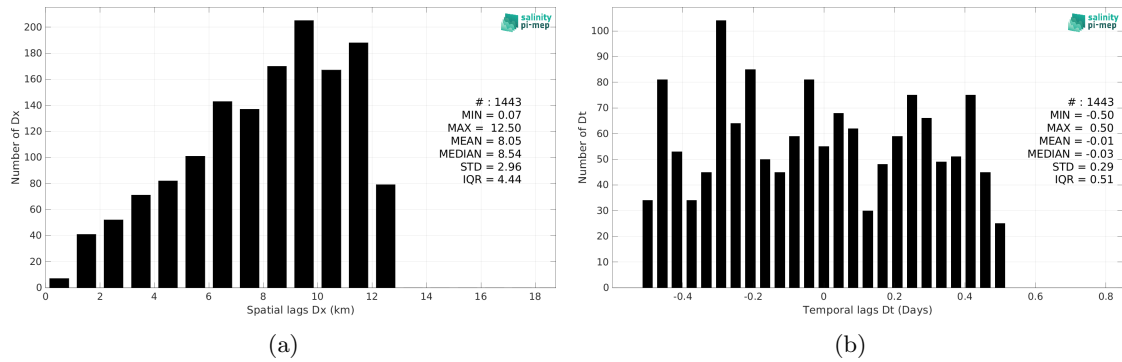 salinity
pi-mep
200
180
160
140
120
100
80
60
40
20
0
Number of Dx
# : 1443
MIN = 0.07
MAX = 12.50
MEAN = 8.05
MEDIAN = 8.54
STD = 2.96
IQR = 4.44
0 2 4 6 8 10 12 14 16 18
Spatial lags Dx (km)
(a)
salinity
pi-mep
100
90
80
70
60
50
40
30
20
10
0
Number of Dt
# : 1443
MIN = -0.50
MAX = 0.50
MEAN = -0.01
MEDIAN = -0.03
STD = 0.29
IQR = 0.51
-0.4 -0.2 0 0.2 0.4 0.6 0.8
Temporal lags Dt (Days)
(b)